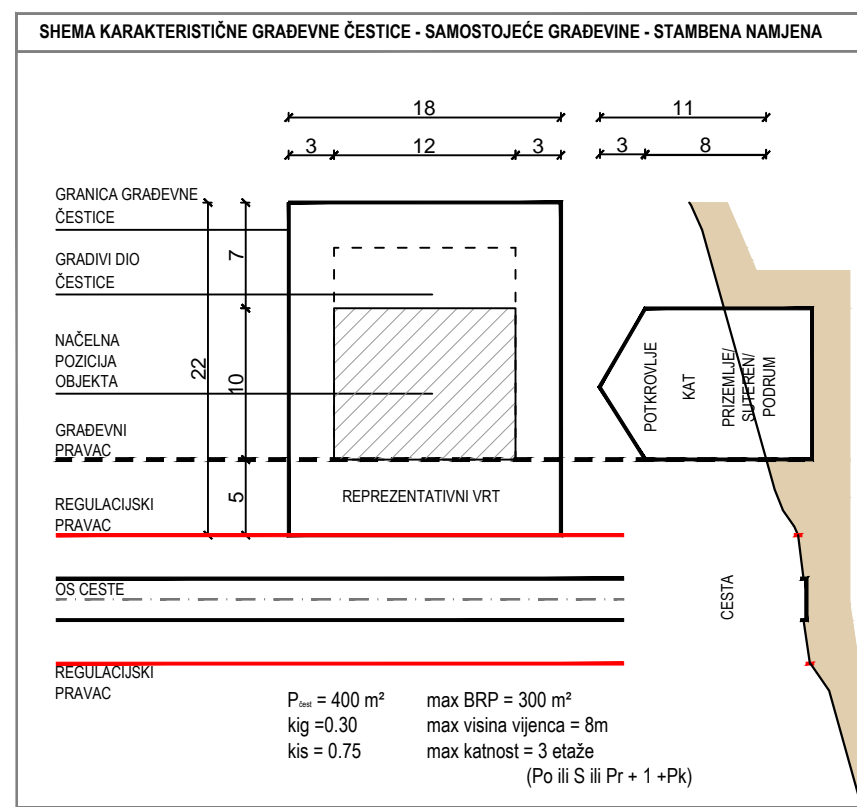 SHEMA KARAKTERISTIČNE GRAĐEVNE ČESTICE - SAMOSTOJEĆE GRAĐEVINE - STAMBENA NAMJENA
18
11
3
12
3
3
8
GRANICA GRAĐEVNE
ČESTICE
7
GRADIVI DIO
ČESTICE
NAČELNA
POZICIJA
OBJEKTA
22
10
POTKROVLJE
KAT
PRIZEMLJE/
SUTEREN/
PODRUM
GRAĐEVNI
PRAVAC
5
REPREZENTATIVNI VRT
REGULACIJSKI
PRAVAC
OS CESTE
CESTA
REGULACIJSKI
PRAVAC
Pčest = 400 m²
kig =0.30
kis = 0.75
max BRP = 300 m²
max visina vijenca = 8m
max katnost = 3 etaže
(Po ili S ili Pr + 1 +Pk)